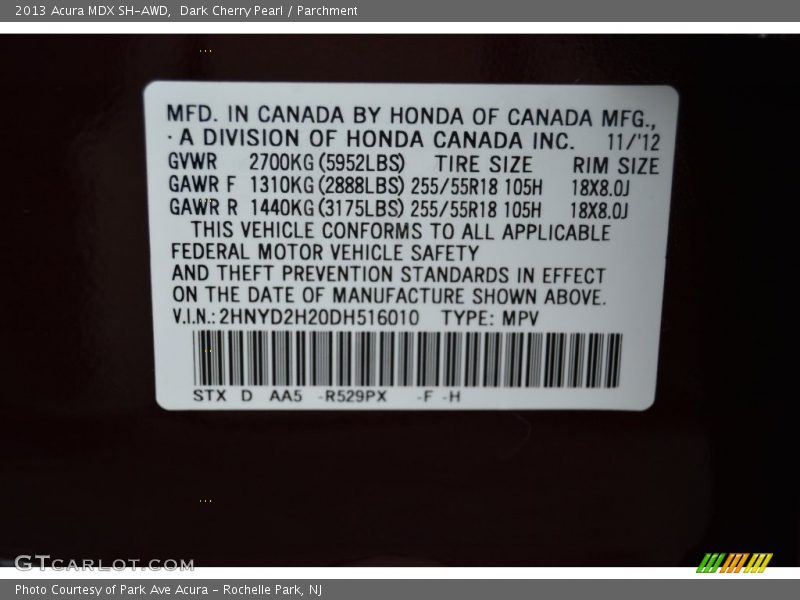 2013 Acura MDX SH-AWD,  Dark Cherry Pearl / Parchment
MFD. IN CANADA BY HONDA OF CANADA MFG.,
· A DIVISION OF HONDA CANADA INC. 11/'12
GVWR 2700KG (5952LBS) TIRE SIZE RIM SIZE
GAWR F 1310KG (2888LBS) 255/55R18 105H 18X8.0J
GAWR R 1440KG (3175LBS) 255/55R18 105H 18X8.0J
THIS VEHICLE CONFORMS TO ALL APPLICABLE
FEDERAL MOTOR VEHICLE SAFETY
AND THEFT PREVENTION STANDARDS IN EFFECT
ON THE DATE OF MANUFACTURE SHOWN ABOVE.
V.I.N.: 2HNYD2H20DH516010 TYPE: MPV
STX D AA5 -R529PX -F -H
GTCARLOT.COM
Photo Courtesy of Park Ave Acura - Rochelle Park, NJ